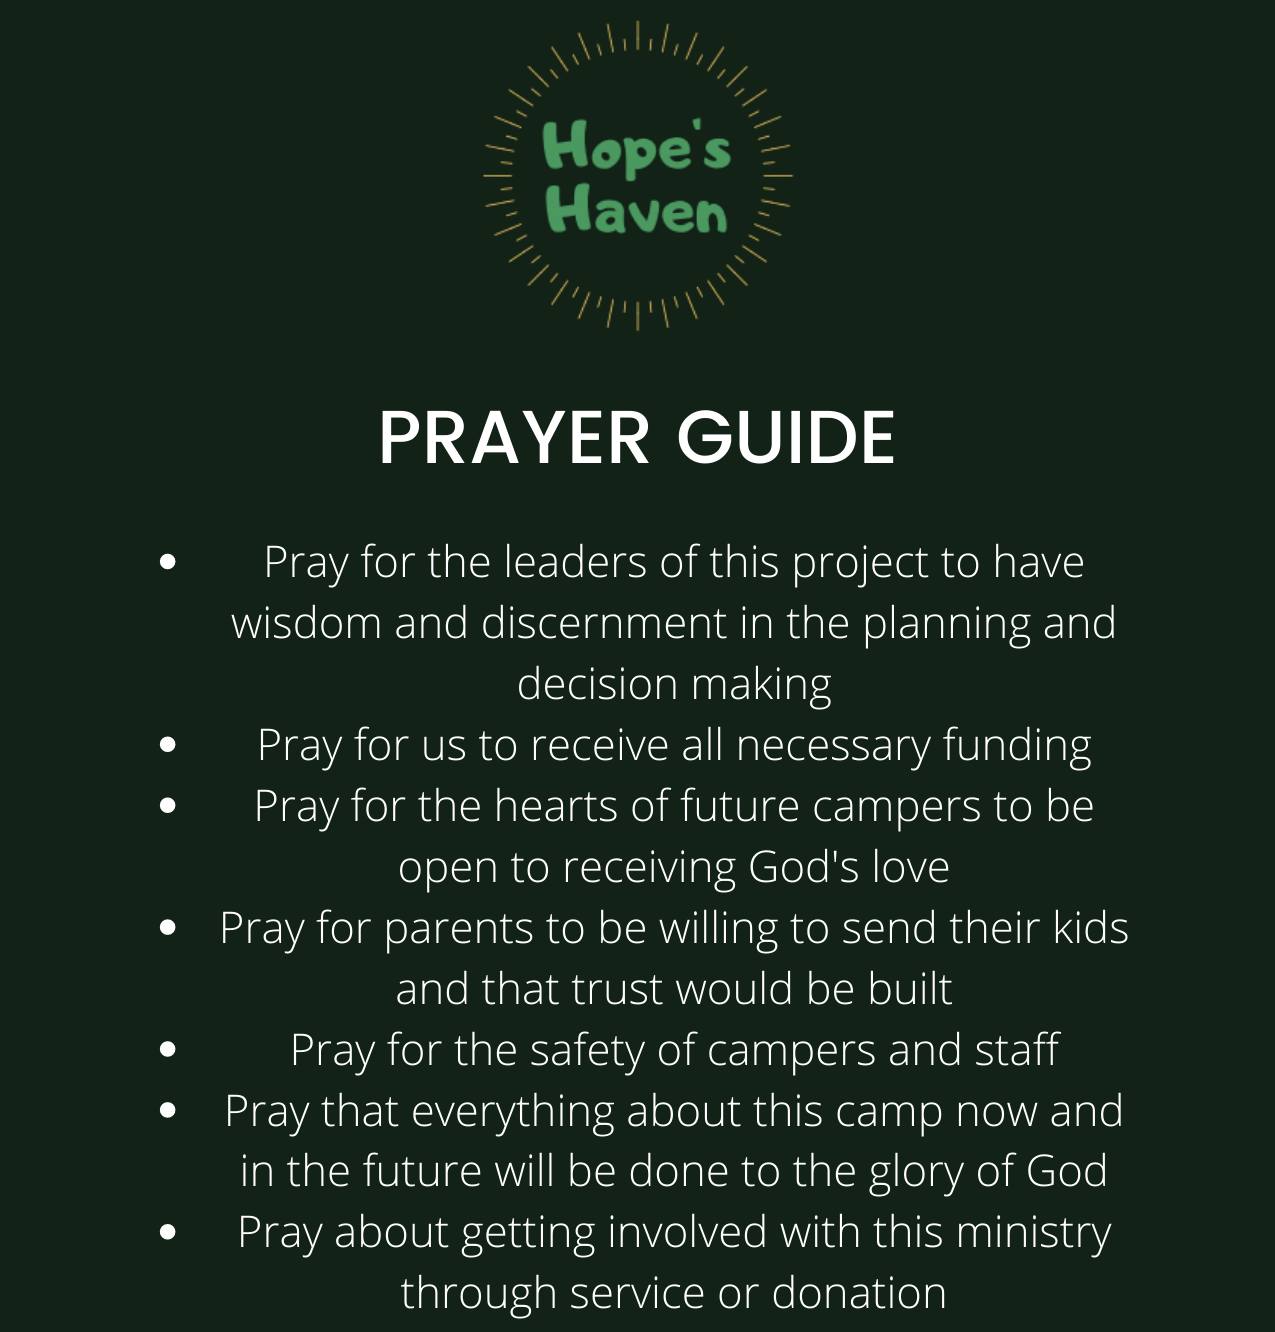 Hope's
Haven
PRAYER GUIDE
• Pray for the leaders of this project to have
wisdom and discernment in the planning and
decision making
• Pray for us to receive all necessary funding
• Pray for the hearts of future campers to be
open to receiving God's love
• Pray for parents to be willing to send their kids
and that trust would be built
• Pray for the safety of campers and staff
• Pray that everything about this camp now and
in the future will be done to the glory of God
• Pray about getting involved with this ministry
through service or donation